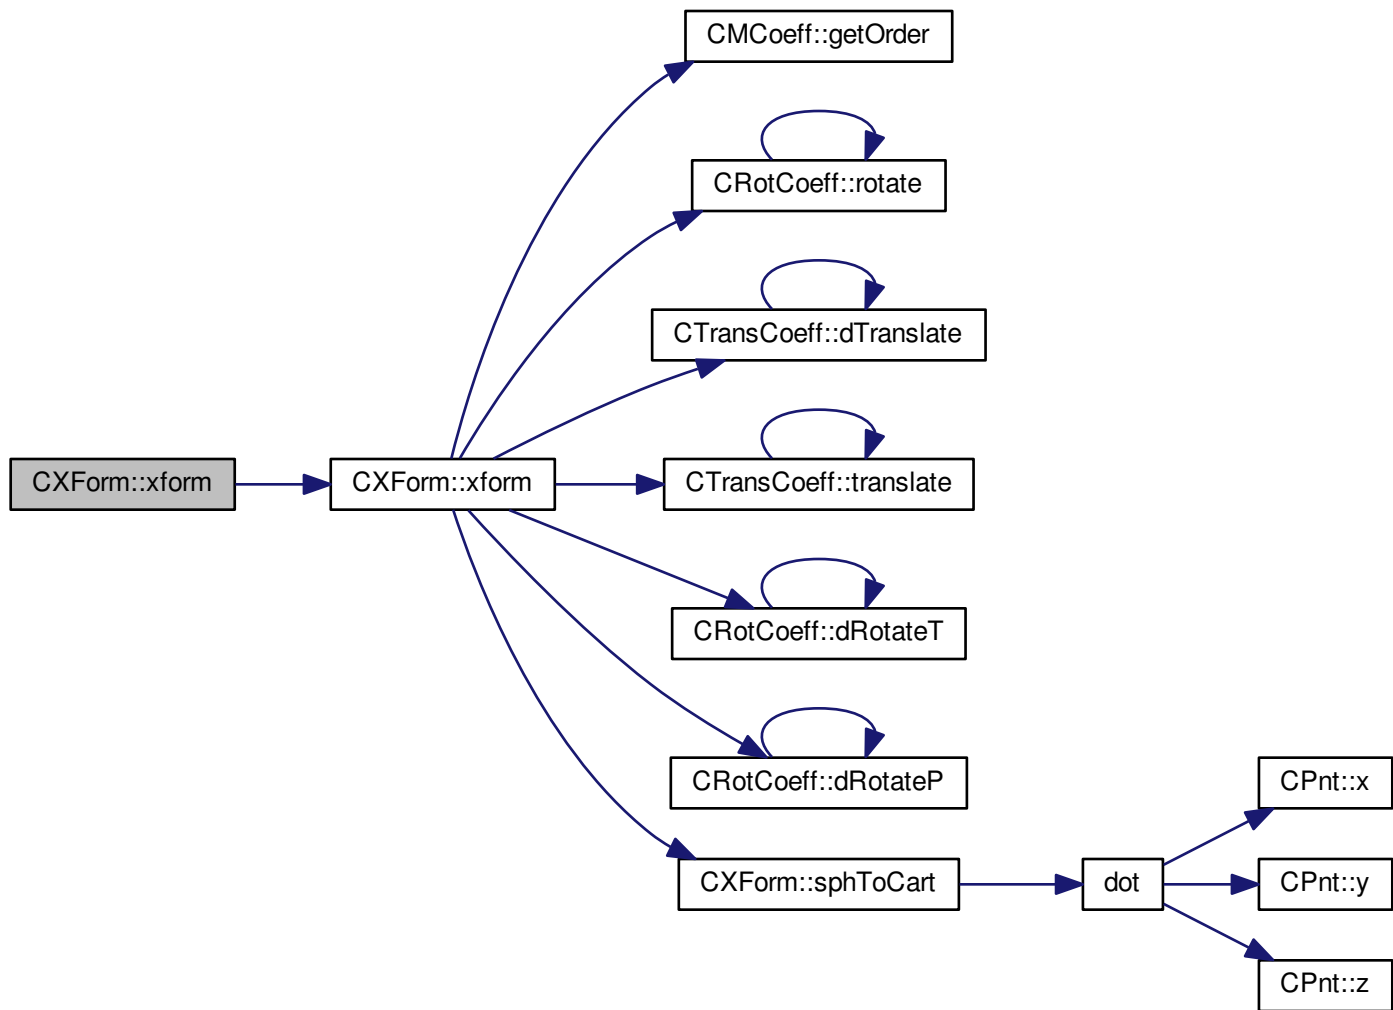 CMCoeff::getOrder
CRotCoeff::rotate
CTransCoeff::dTranslate
CXForm::xform
CXForm::xform
CTransCoeff::translate
CRotCoeff::dRotateT
CRotCoeff::dRotateP
CPnt::x
CXForm::sphToCart
dot
CPnt::y
CPnt::z